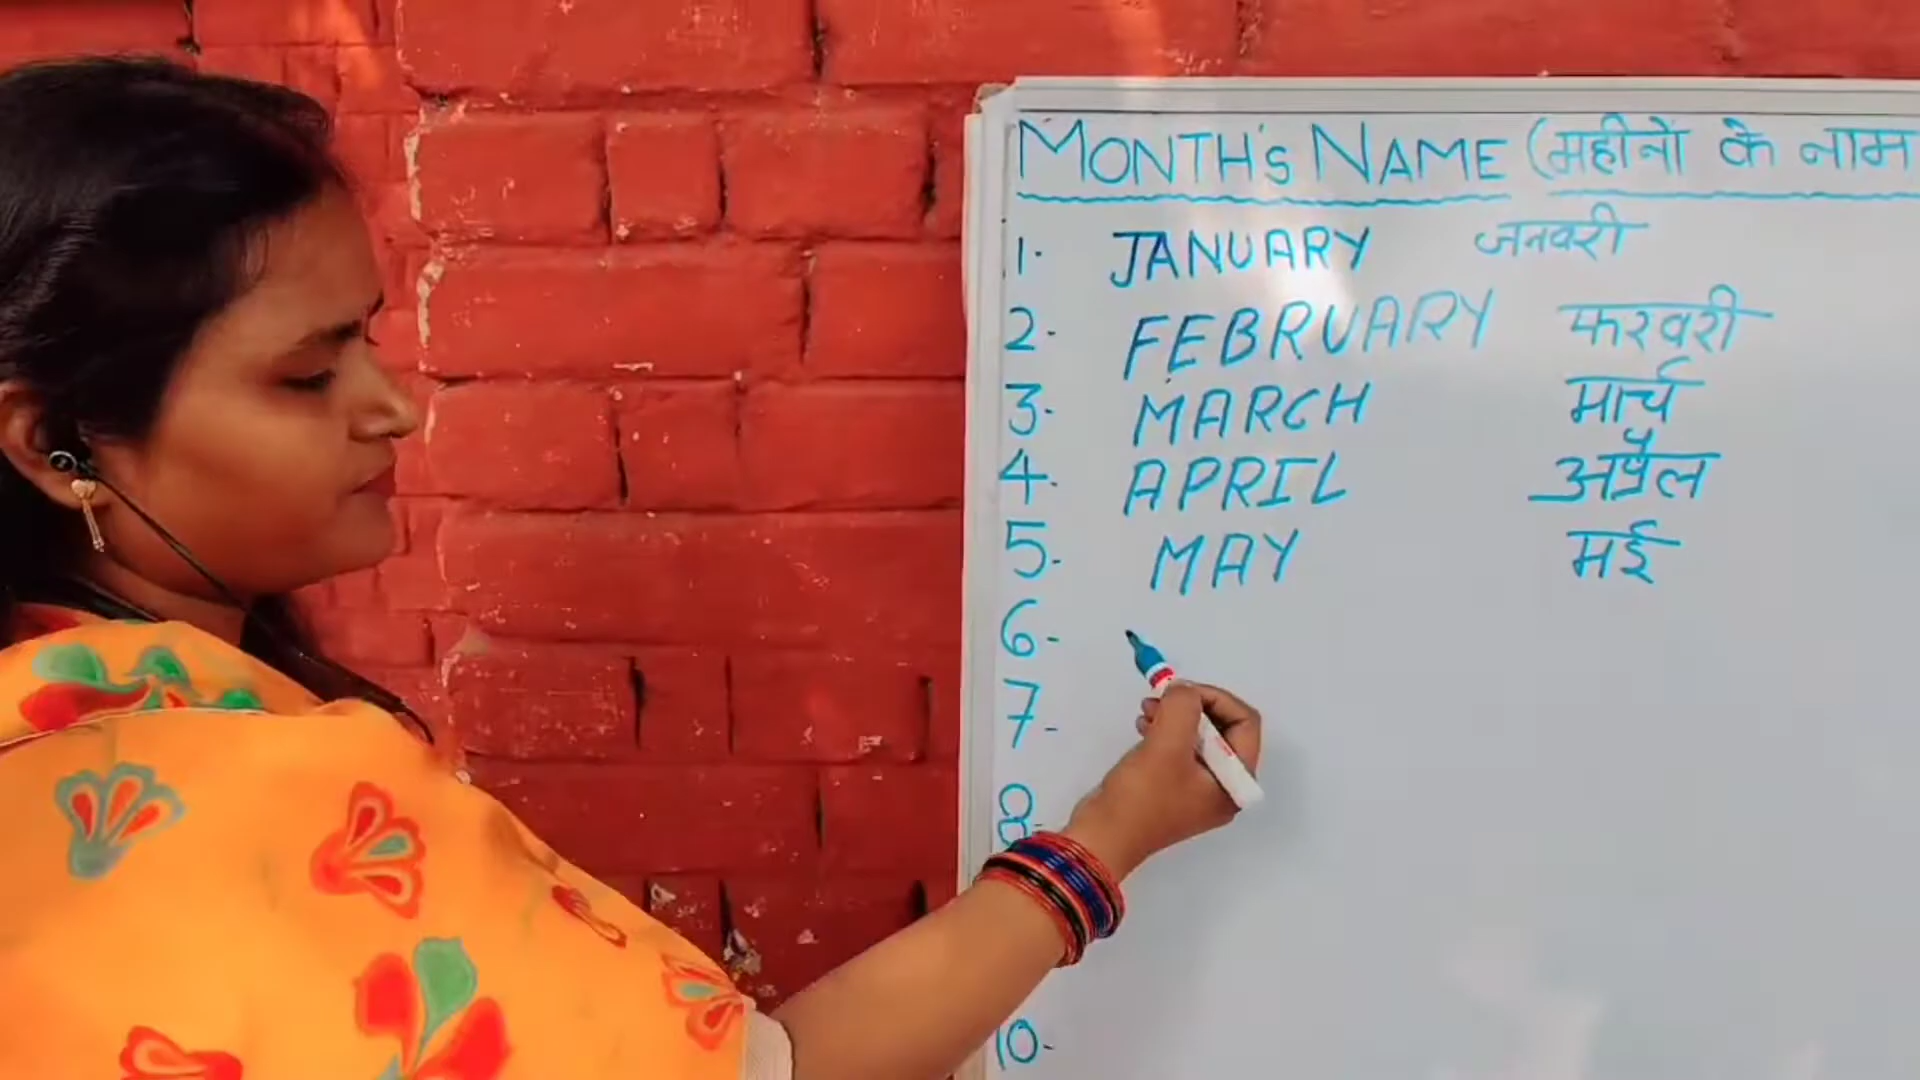 MONTH'S NAME (महीनों के नाम
1. JANUARY जनवरी
2. FEBRUARY फरवरी
3. MARCH मार्च
4. APRIL अप्रैल
5. MAY मई
6.
7.
8.
10.